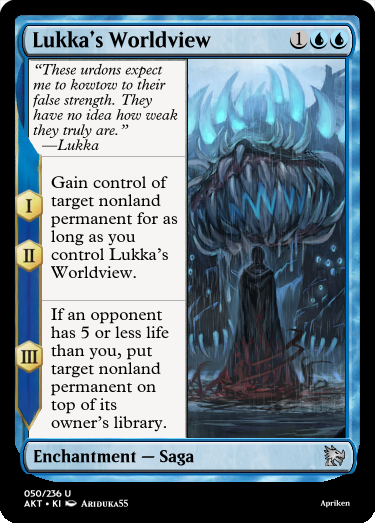 Lukka's Worldview 1
"These urdons expect
me to kowtow to their
false strength. They
have no idea how weak
they truly are."
—Lukka
I
II
Gain control of
target nonland
permanent for as
long as you
control Lukka's
Worldview.
III
If an opponent
has 5 or less life
than you, put
target nonland
permanent on
top of its
owner's library.
Enchantment — Saga
050/236 U
AKT • KI Ariduka55
Apriken